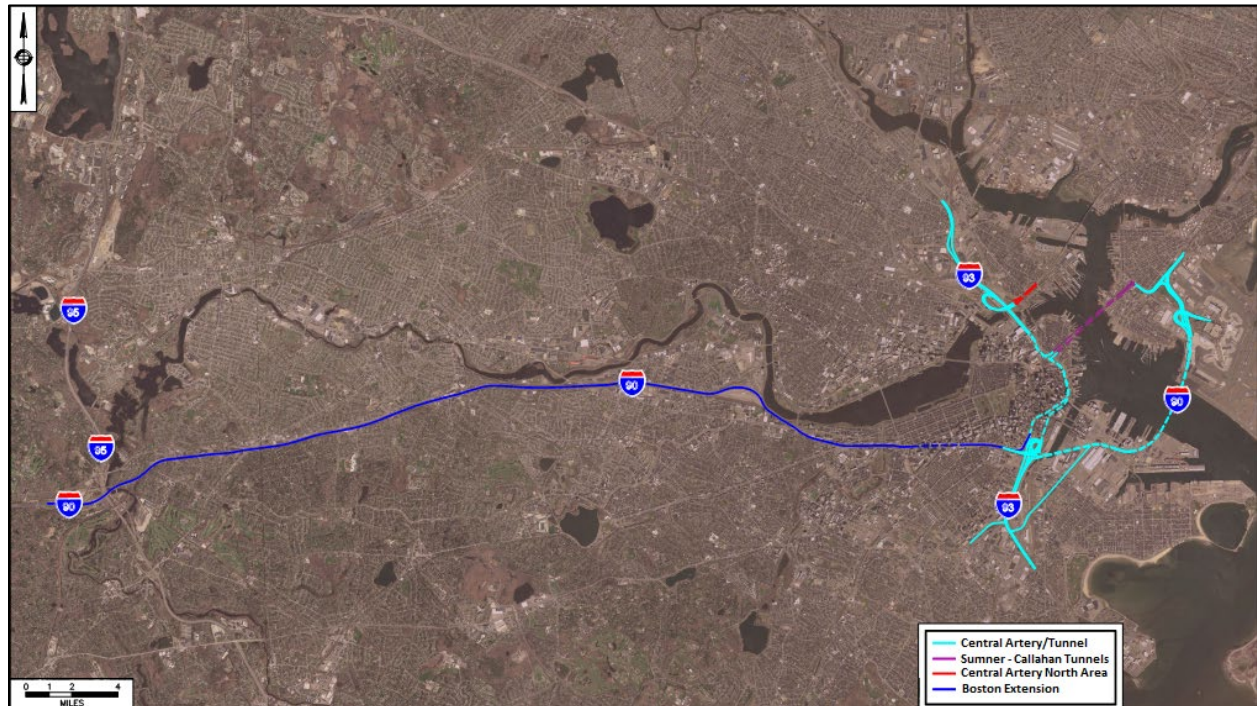 93
95
90
90
95
90
93
0 1 2 4
MILES
Central Artery/Tunnel
Sumner - Callahan Tunnels
Central Artery North Area
Boston Extension